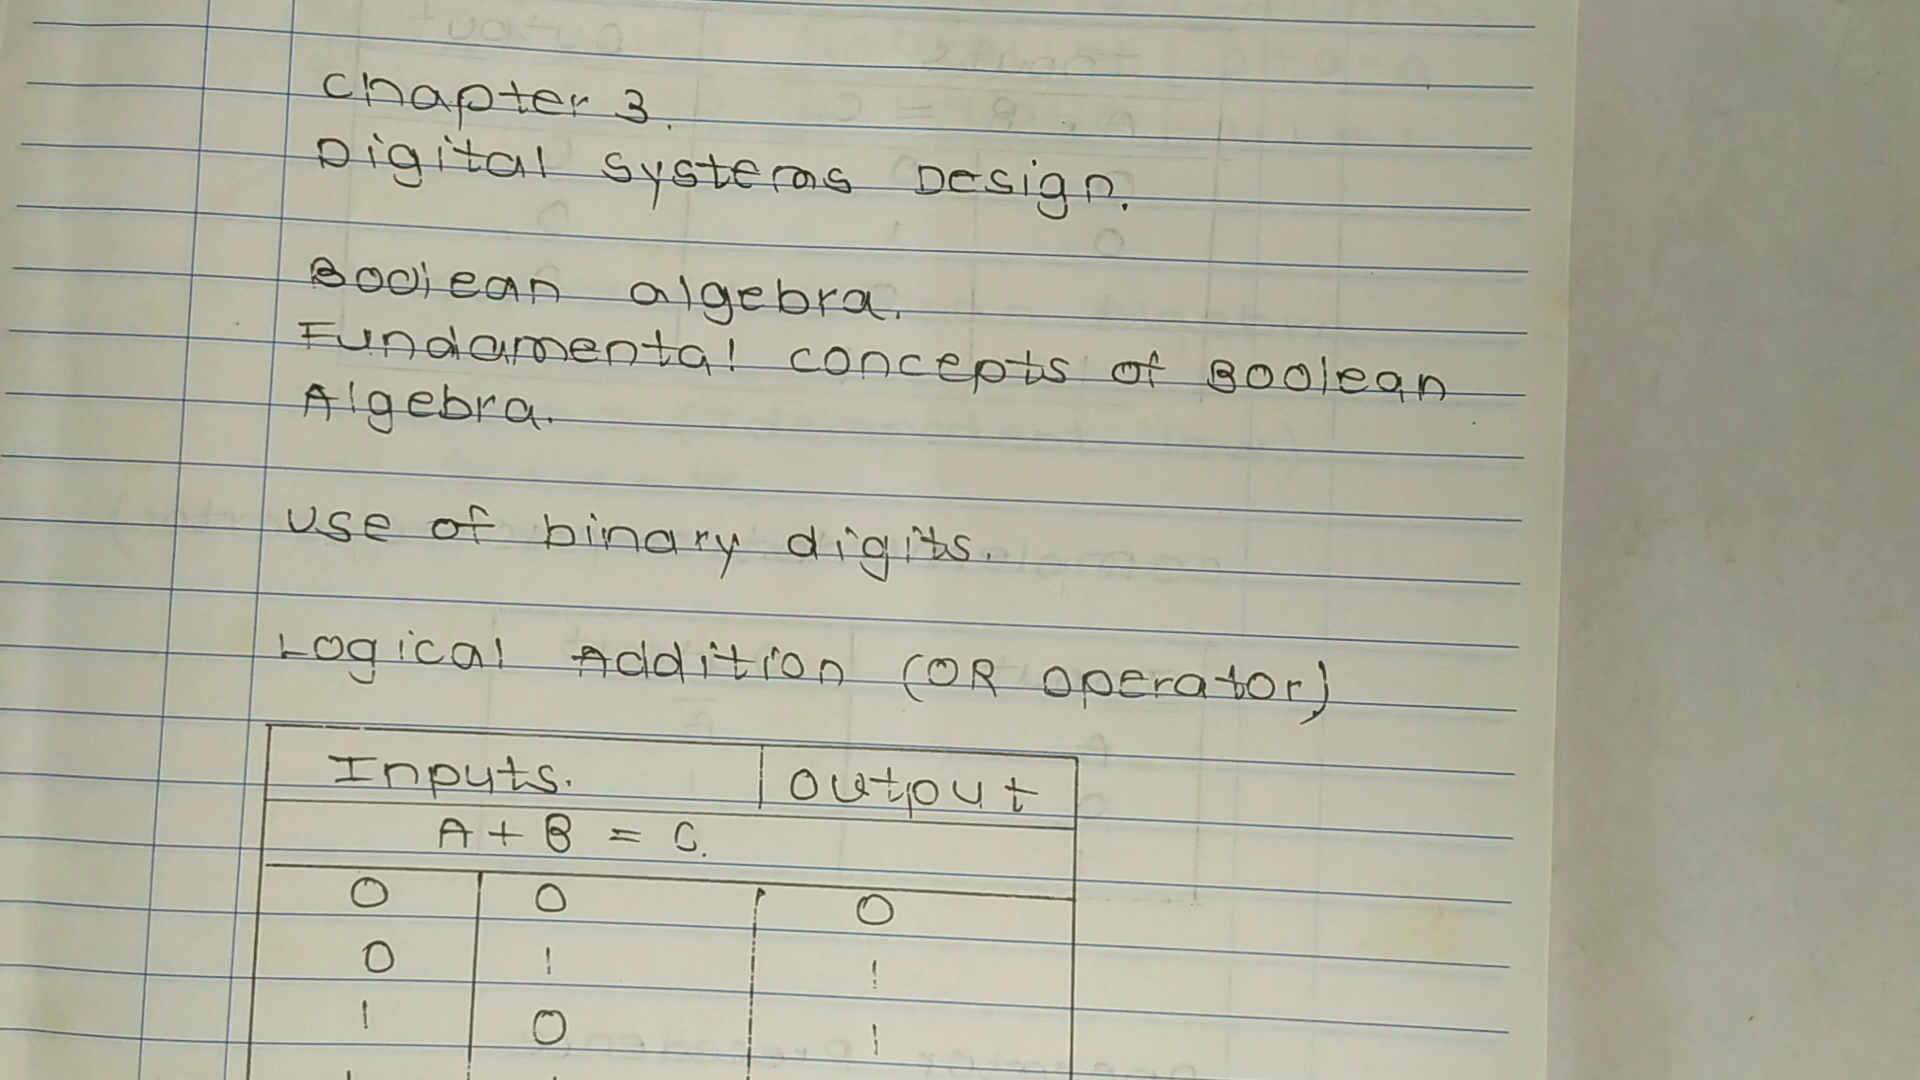 Chapter 3.
Digital Systems Design.
Boolean algebra.
Fundamental concepts of Boolean
Algebra.
Use of binary digits.
Logical Addition (OR operator)
Inputs. Output
A + B = C.
0 0 0
0 1 1
1 0 1